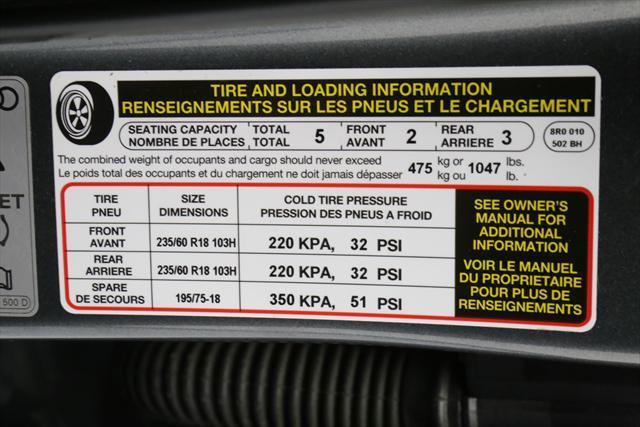 TIRE AND LOADING INFORMATION
RENSEIGNEMENTS SUR LES PNEUS ET LE CHARGEMENT
SEATING CAPACITY TOTAL 5 FRONT 2 REAR 3
NOMBRE DE PLACES TOTAL AVANT ARRIERE
8R0 010
502 BH
The combined weight of occupants and cargo should never exceed 475 kg or 1047 lbs.
Le poids total des occupants et du chargement ne doit jamais dépasser kg ou lb.
TIRE SIZE COLD TIRE PRESSURE
PNEU DIMENSIONS PRESSION DES PNEUS A FROID
FRONT
AVANT 235/60 R18 103H 220 KPA, 32 PSI
REAR
ARRIERE 235/60 R18 103H 220 KPA, 32 PSI
SPARE
DE SECOURS 195/75-18 350 KPA, 51 PSI
SEE OWNER'S
MANUAL FOR
ADDITIONAL
INFORMATION
VOIR LE MANUEL
DU PROPRIETAIRE
POUR PLUS DE
RENSEIGNEMENTS
ET
500 D